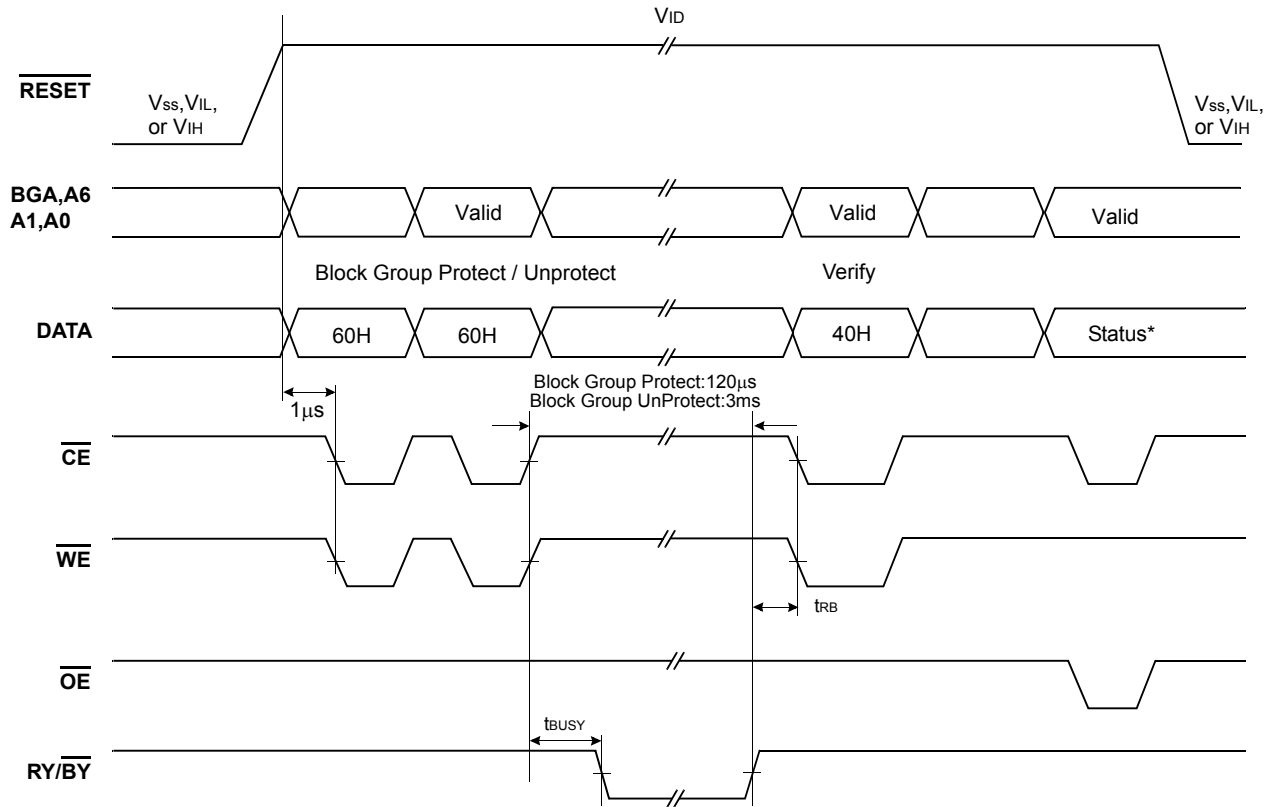 VID
RESET
Vss,VIL,
or VIH
Vss,VIL,
or VIH
BGA,A6
A1,A0
Valid
Valid
Valid
Block Group Protect / Unprotect
Verify
DATA
60H
60H
40H
Status*
1μs
Block Group Protect:120μs
Block Group UnProtect:3ms
CE
WE
tRB
OE
tBUSY
RY/BY